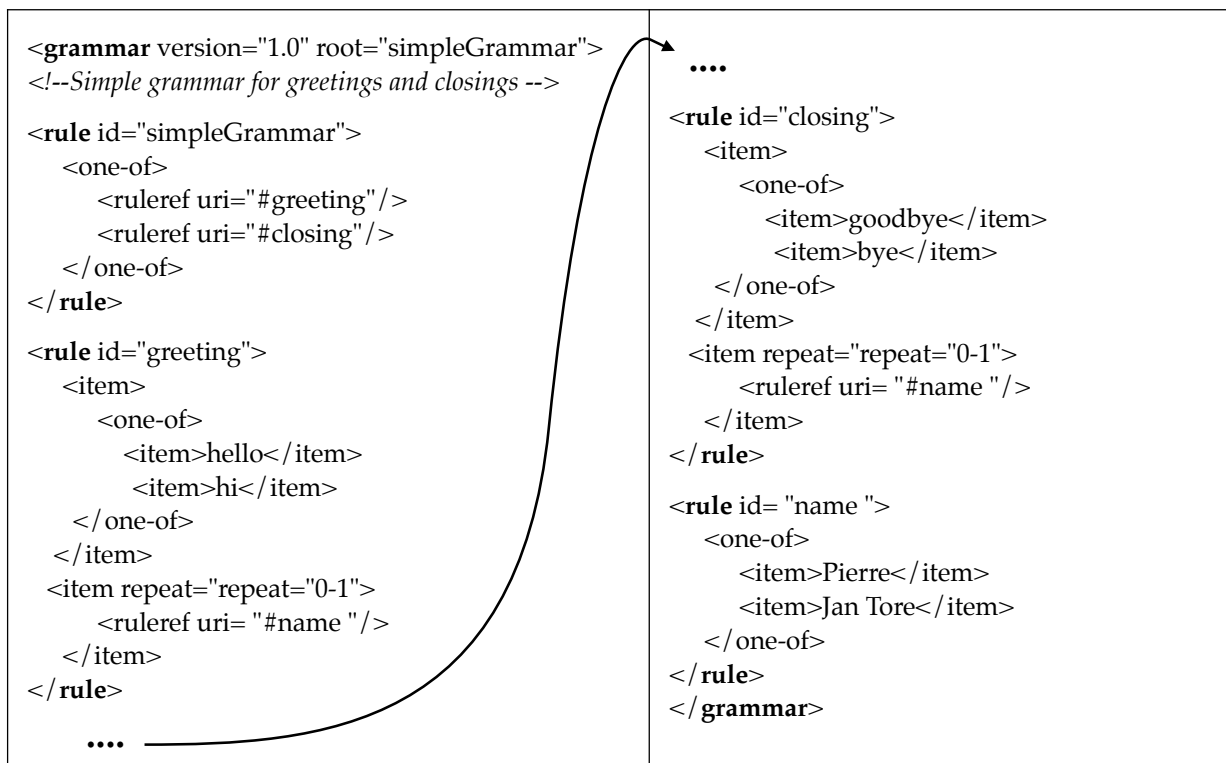 <grammar version="1.0" root="simpleGrammar">
<!--Simple grammar for greetings and closings -->
<rule id="simpleGrammar">
<one-of>
<ruleref uri="#greeting"/>
<ruleref uri="#closing"/>
</one-of>
</rule>
<rule id="greeting">
<item>
<one-of>
<item>hello</item>
<item>hi</item>
</one-of>
</item>
<item repeat="repeat="0-1">
<ruleref uri= "#name "/>
</item>
</rule>
....
....
<rule id="closing">
<item>
<one-of>
<item>goodbye</item>
<item>bye</item>
</one-of>
</item>
<item repeat="repeat="0-1">
<ruleref uri= "#name "/>
</item>
</rule>
<rule id= "name ">
<one-of>
<item>Pierre</item>
<item>Jan Tore</item>
</one-of>
</rule>
</grammar>